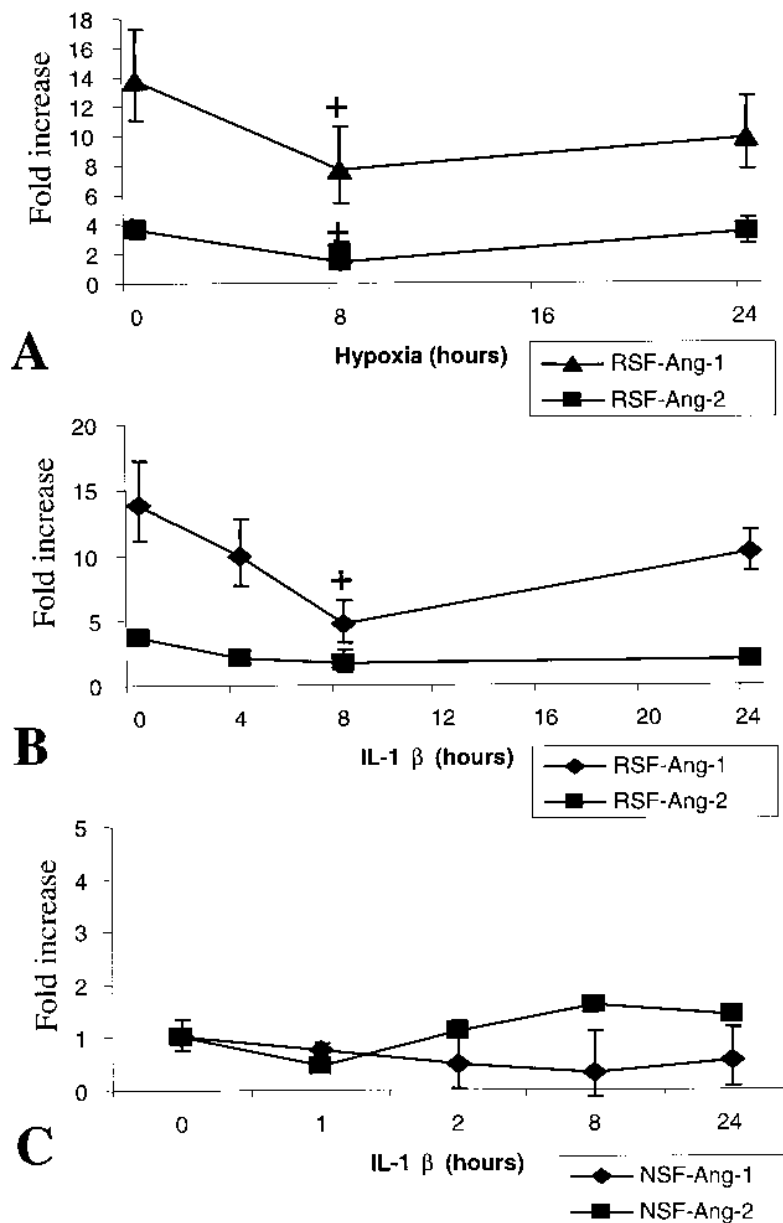 18
16
14
12
10
8
6
4
2
0
Fold increase
+
+
0 8 16 24
A
Hypoxia (hours)
RSF-Ang-1
RSF-Ang-2
20
15
10
5
0
Fold increase
+
0 4 8 12 16 20 24
B
IL-1 β (hours)
RSF-Ang-1
RSF-Ang-2
5
4
3
2
1
0
Fold increase
0 1 2 8 24
C
IL-1 β (hours)
NSF-Ang-1
NSF-Ang-2